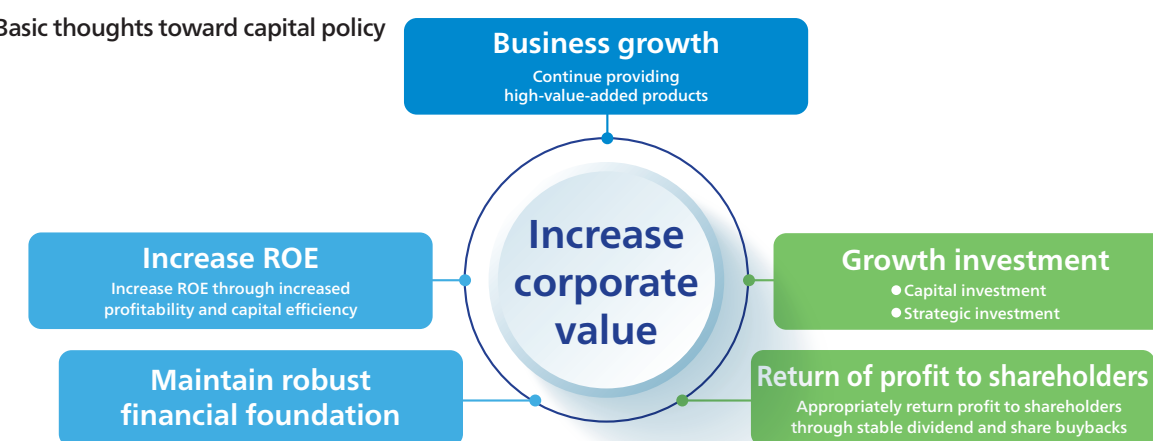 Basic thoughts toward capital policy
Business growth
Continue providing
high-value-added products
Increase
corporate
value
Increase ROE
Increase ROE through increased
profitability and capital efficiency
Growth investment
●Capital investment
●Strategic investment
Maintain robust
financial foundation
Return of profit to shareholders
Appropriately return profit to shareholders
through stable dividend and share buybacks